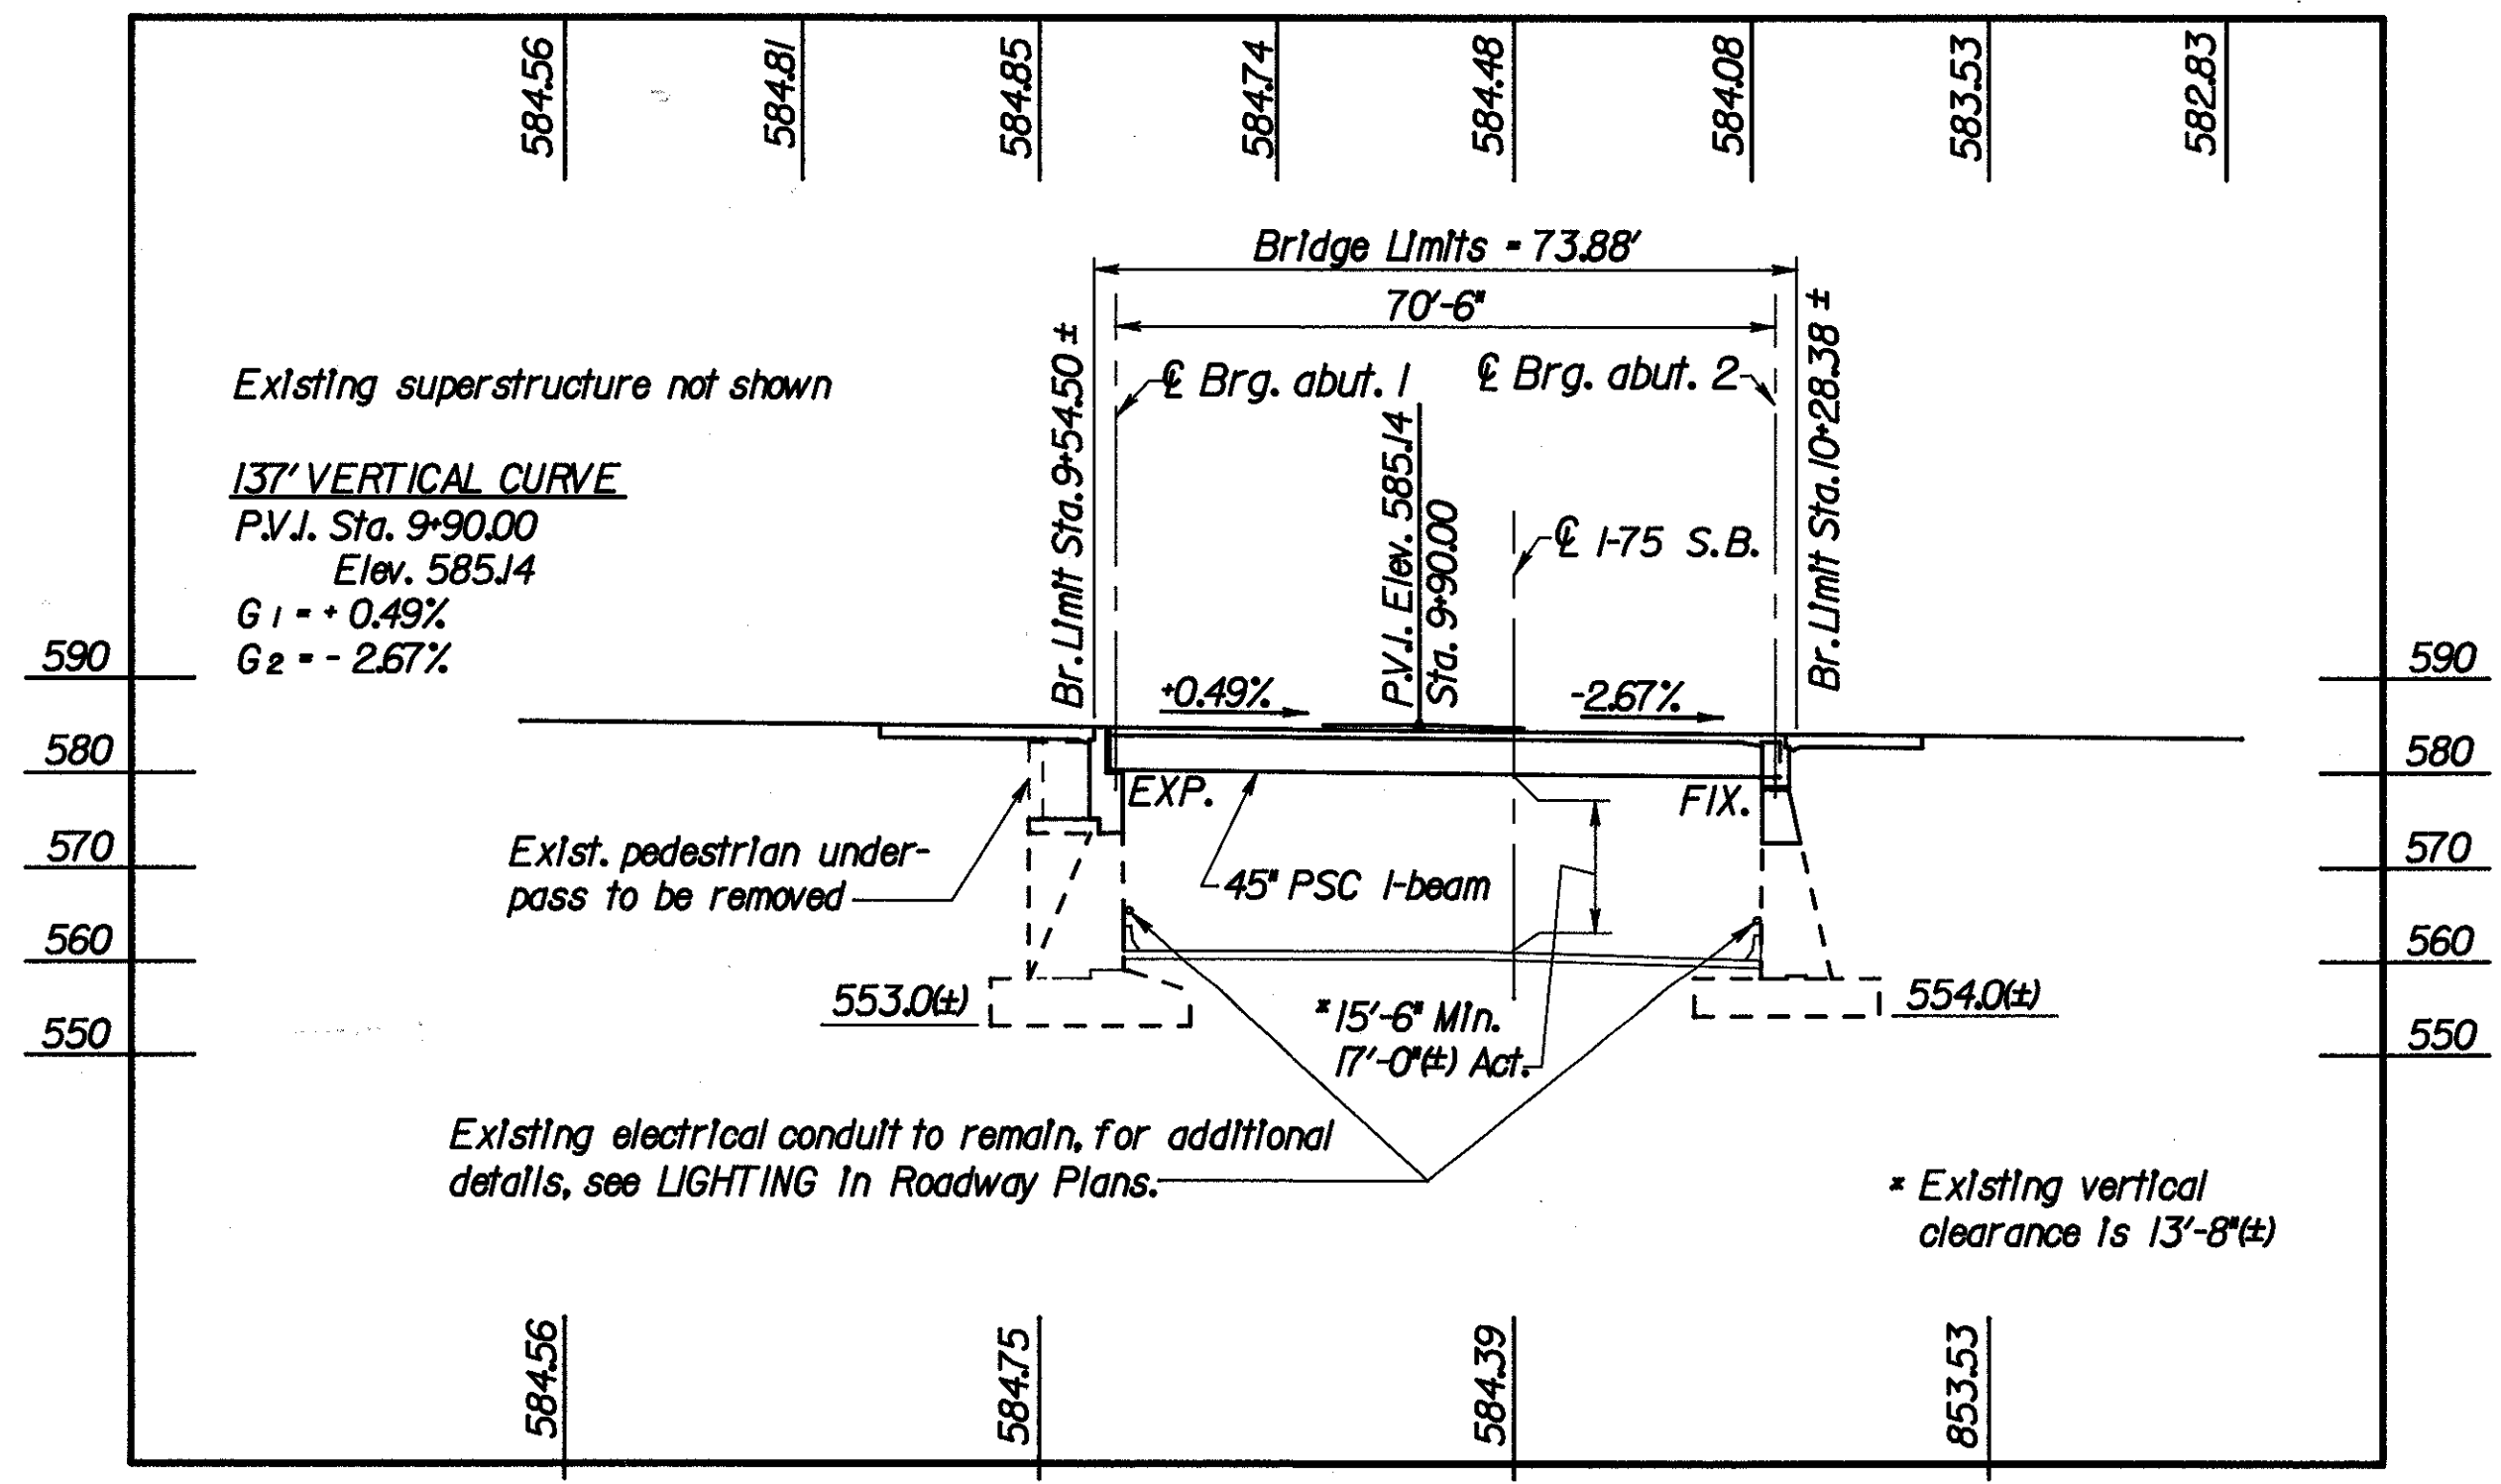 584.56
584.81
584.85
584.74
584.48
584.08
583.53
582.83
Bridge Limits = 73.88'
70'-6"
Br. Limit Sta. 9+54.50 ±
℄ Brg. abut. 1
℄ Brg. abut. 2
Br. Limit Sta. 10+28.38 ±
Existing superstructure not shown
137' VERTICAL CURVE
P.V.I. Sta. 9+90.00
Elev. 585.14
G1 = + 0.49%
G2 = - 2.67%
P.V.I. Elev. 585.14
Sta. 9+90.00
℄ I-75 S.B.
+0.49%
-2.67%
590
580
570
560
550
590
580
570
560
550
EXP.
FIX.
Exist. pedestrian under-
pass to be removed
45" PSC I-beam
553.0(±)
554.0(±)
*15'-6" Min.
17'-0"(±) Act.
Existing electrical conduit to remain, for additional
details, see LIGHTING in Roadway Plans.
* Existing vertical
clearance is 13'-8"(±)
584.56
584.75
584.39
853.53